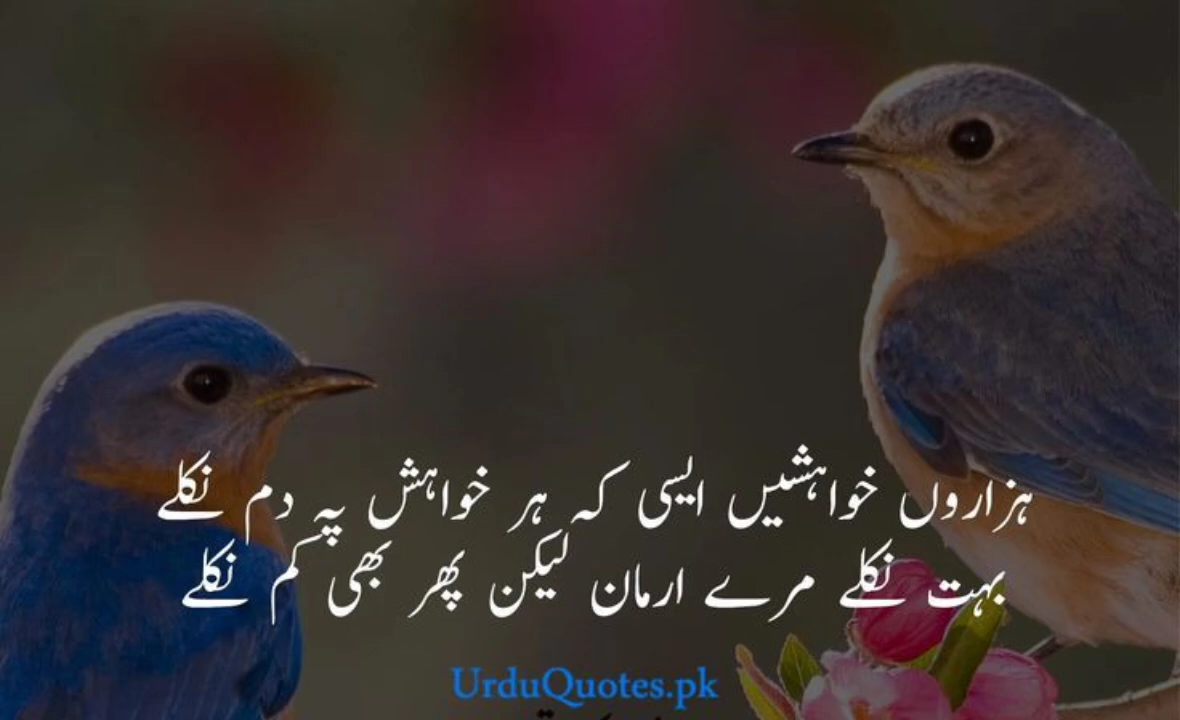 ہزاروں خواہشیں ایسی کہ ہر خواہش پہ دم نکلے
بہت نکلے مرے ارمان لیکن پھر بھی کم نکلے
UrduQuotes.pk